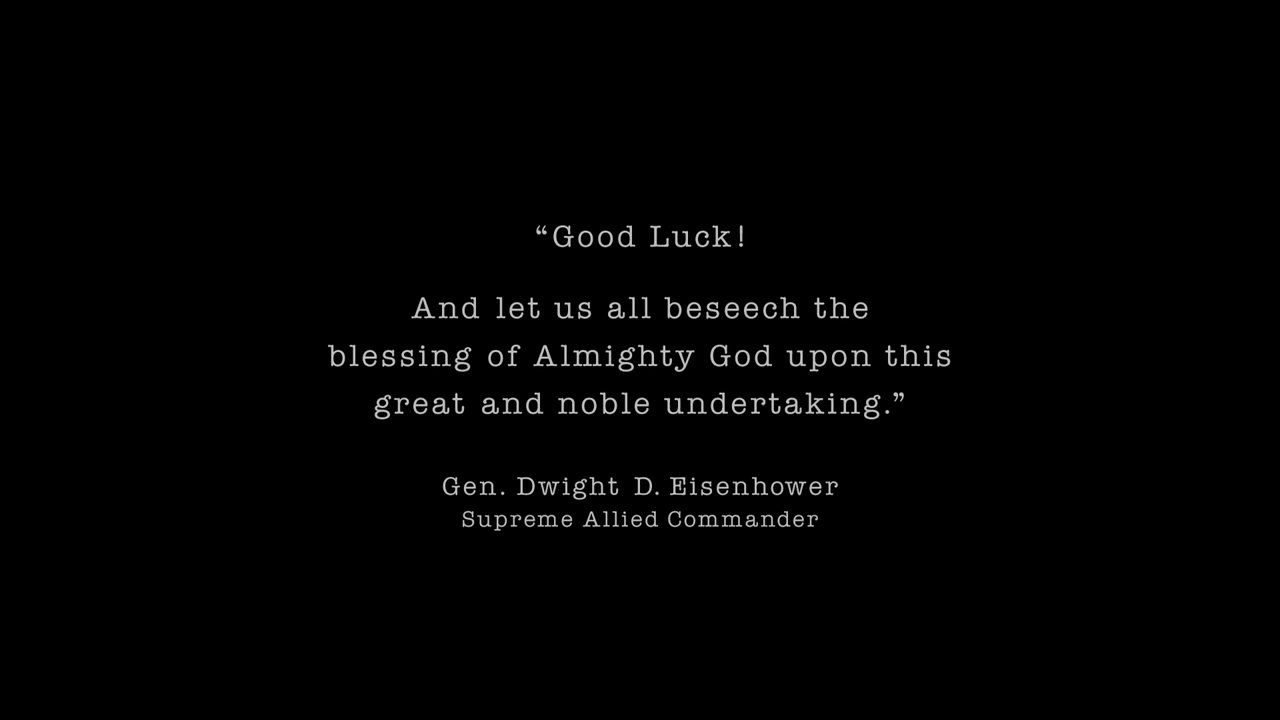 “Good Luck!
And let us all beseech the
blessing of Almighty God upon this
great and noble undertaking.”
Gen. Dwight D. Eisenhower
Supreme Allied Commander